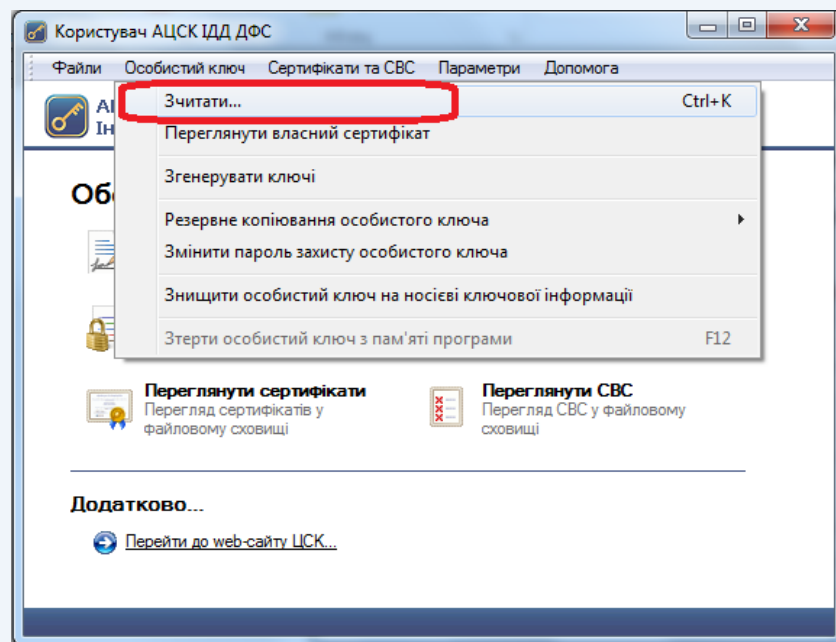 Користувач АЦСК ІДД ДФС
Файли Особистий ключ Сертифікати та СВС Параметри Допомога
Зчитати... Ctrl+K
Переглянути власний сертифікат
Згенерувати ключі
Резервне копіювання особистого ключа
Змінити пароль захисту особистого ключа
Знищити особистий ключ на носієві ключової інформації
Зтерти особистий ключ з пам'яті програми F12
Переглянути сертифікати
Перегляд сертифікатів у
файловому сховищі
Переглянути СВС
Перегляд СВС у файловому
сховищі
Додатково...
Перейти до web-сайту ЦСК...